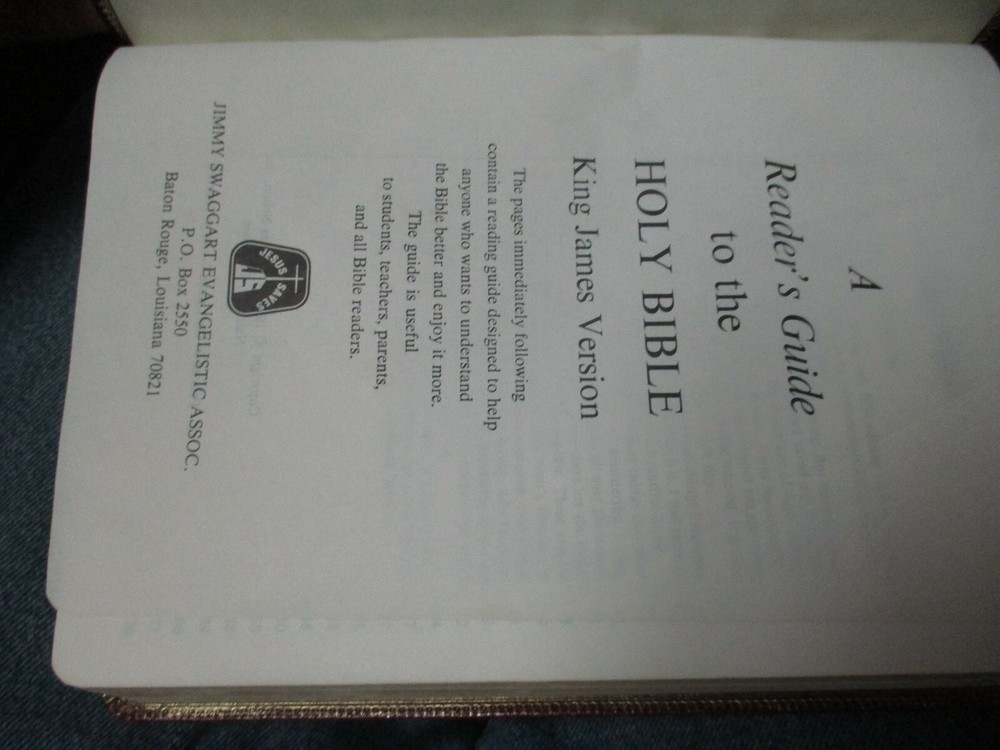 A
Reader's Guide
to the
HOLY BIBLE
King James Version
The pages immediately following
contain a reading guide designed to help
anyone who wants to understand
the Bible better and enjoy it more.
The guide is useful
to students, teachers, parents,
and all Bible readers.
JESUS SAVES
JIMMY SWAGGART EVANGELISTIC ASSOC.
P.O. Box 2550
Baton Rouge, Louisiana 70821